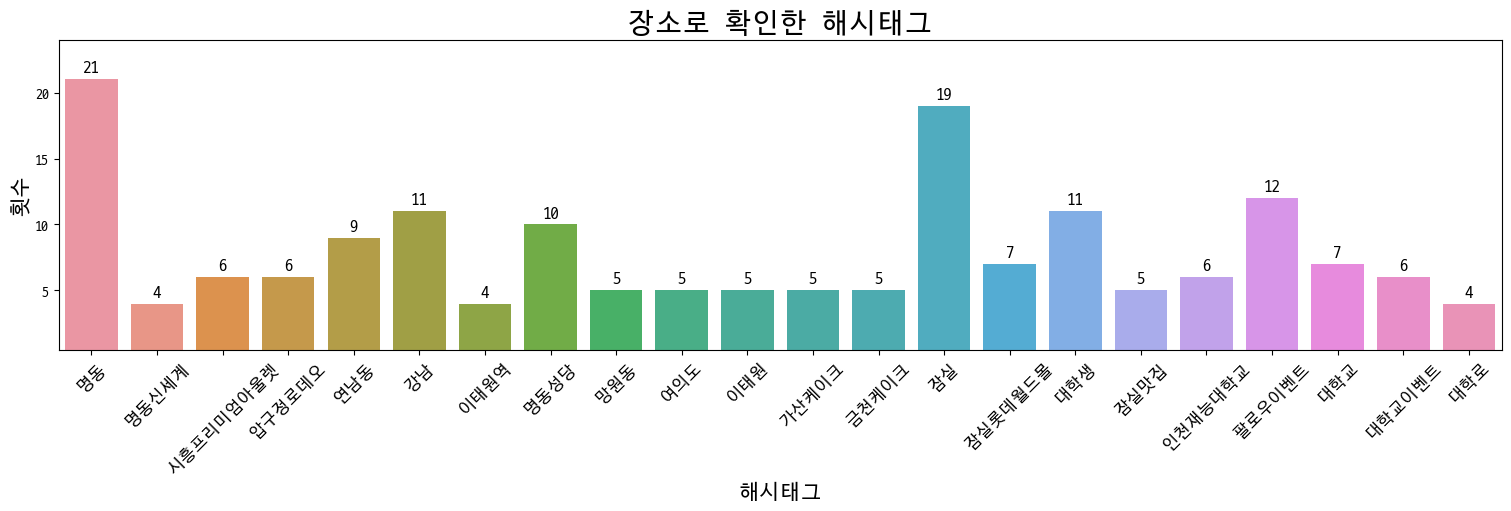 장소로 확인한 해시태그
횟수
20
15
10
5
21
4
6
6
9
11
4
10
5
5
5
5
5
19
7
11
5
6
12
7
6
4
명동
명동신세계
시흥프리미엄아울렛
압구정로데오
연남동
강남
이태원역
명동성당
망원동
여의도
이태원
가산케이크
금천케이크
잠실
잠실롯데월드몰
대학생
잠실맛집
인천재능대학교
팔로우이벤트
대학교
대학교이벤트
대학로
해시태그